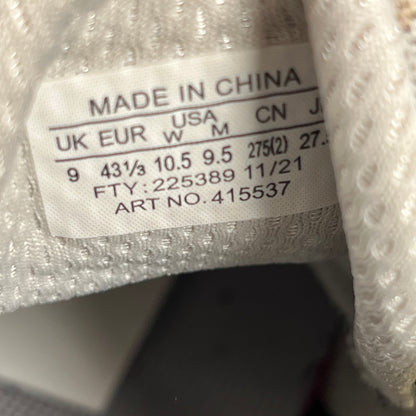 MADE IN CHINA
UK EUR USA W M CN
9 43⅓ 10.5 9.5 275(2)
FTY: 225389 11/21
ART NO. 415537